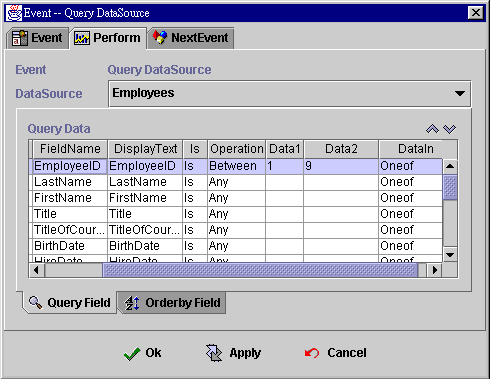 Event -- Query DataSource
Event Perform NextEvent
Event Query DataSource
DataSource Employees
Query Data
FieldName DisplayText Is Operation Data1 Data2 DataIn
EmployeeID EmployeeID Is Between 1 9 Oneof
LastName LastName Is Any Oneof
FirstName FirstName Is Any Oneof
Title Title Is Any Oneof
TitleOfCour... TitleOfCour... Is Any Oneof
BirthDate BirthDate Is Any Oneof
HireDate HireDate Is Any Oneof
Query Field Orderby Field
Ok Apply Cancel